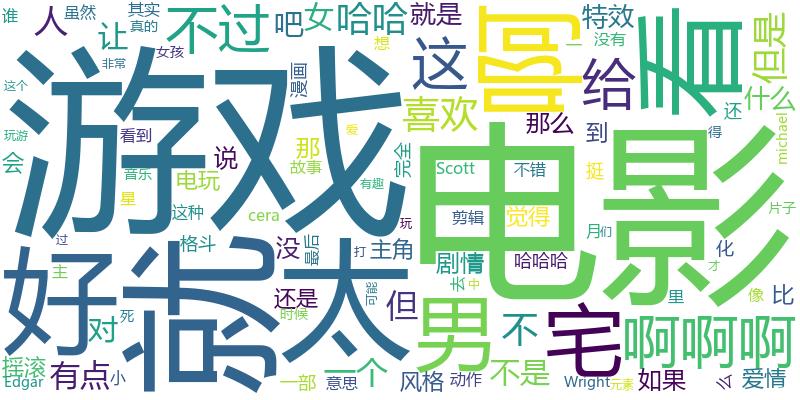 谁 虽然 其实 真的 不过 吧 女 哈哈 就是 特效 但是
人 让 非常 女孩 漫画 这 啊 给 想 一 没有 看 什么 还
这个 游戏 喜欢 那么 到 得 michael
玩游 看到 说 那 故事 完全 Scott 不错 挺
会 音乐 电玩 星 cera 剪辑 觉得 电影 片子
这种 格斗 没 最后 主角 玩 爱 有趣 月 们 化 才
过 主 好 宅 太 打 剧情 哈哈哈 去 中 里 像 比
对 死 还是 时候 可能 但 男 不 宅 啊啊啊
摇滚 Edgar 有点 小 一部 意思 一个 风格 动作 不是 Wright 元素 如果 么 爱情